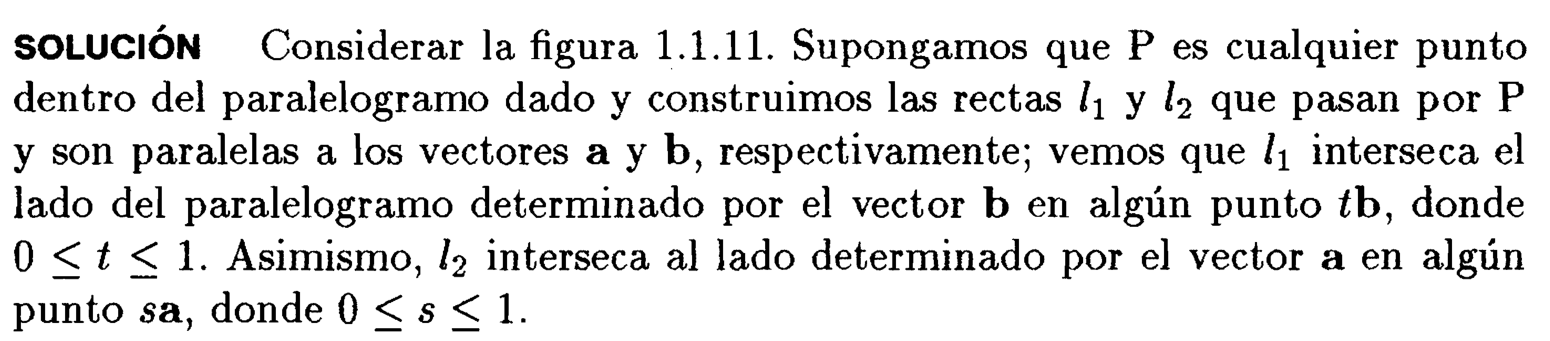 SOLUCIÓN Considerar la figura 1.1.11. Supongamos que P es cualquier punto
dentro del paralelogramo dado y construimos las rectas l₁ y l₂ que pasan por P
y son paralelas a los vectores a y b, respectivamente; vemos que l₁ interseca el
lado del paralelogramo determinado por el vector b en algún punto tb, donde
0 ≤ t ≤ 1. Asimismo, l₂ interseca al lado determinado por el vector a en algún
punto sa, donde 0 ≤ s ≤ 1.